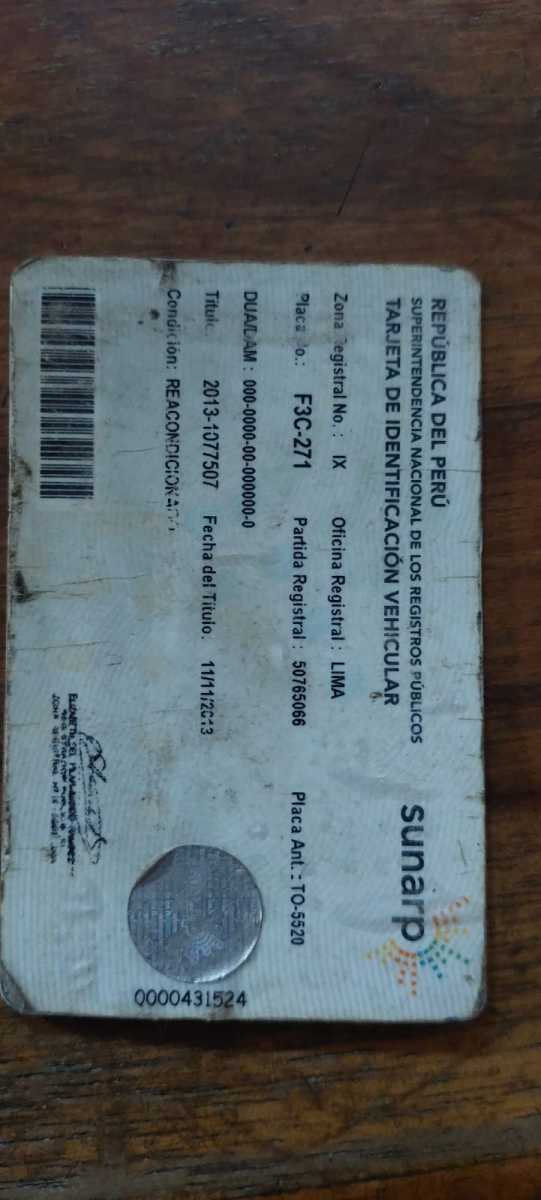 REPÚBLICA DEL PERÚ
SUPERINTENDENCIA NACIONAL DE LOS REGISTROS PÚBLICOS
TARJETA DE IDENTIFICACIÓN VEHICULAR
sunarp
Zona Registral No. : IX Oficina Registral : LIMA
Placa No.: F3C-271 Partida Registral : 50765066 Placa Ant. : TO-5520
DUA/DAM : 000-0000-00-000000-0
Título: 2013-1077507 Fecha del Título: 11/11/2013
Condición: REACONDICIONADO
0000431524